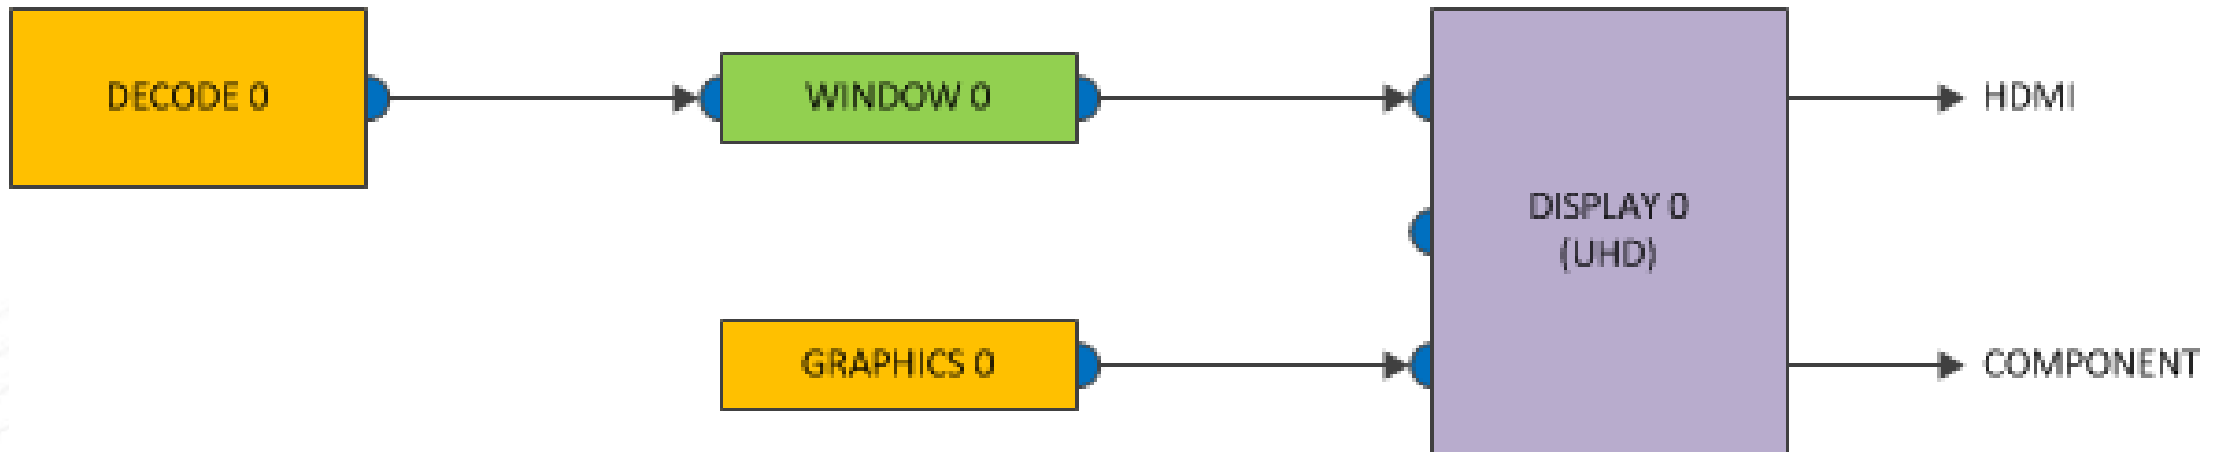 DECODE 0
WINDOW 0
HDMI
DISPLAY 0
(UHD)
GRAPHICS 0
COMPONENT